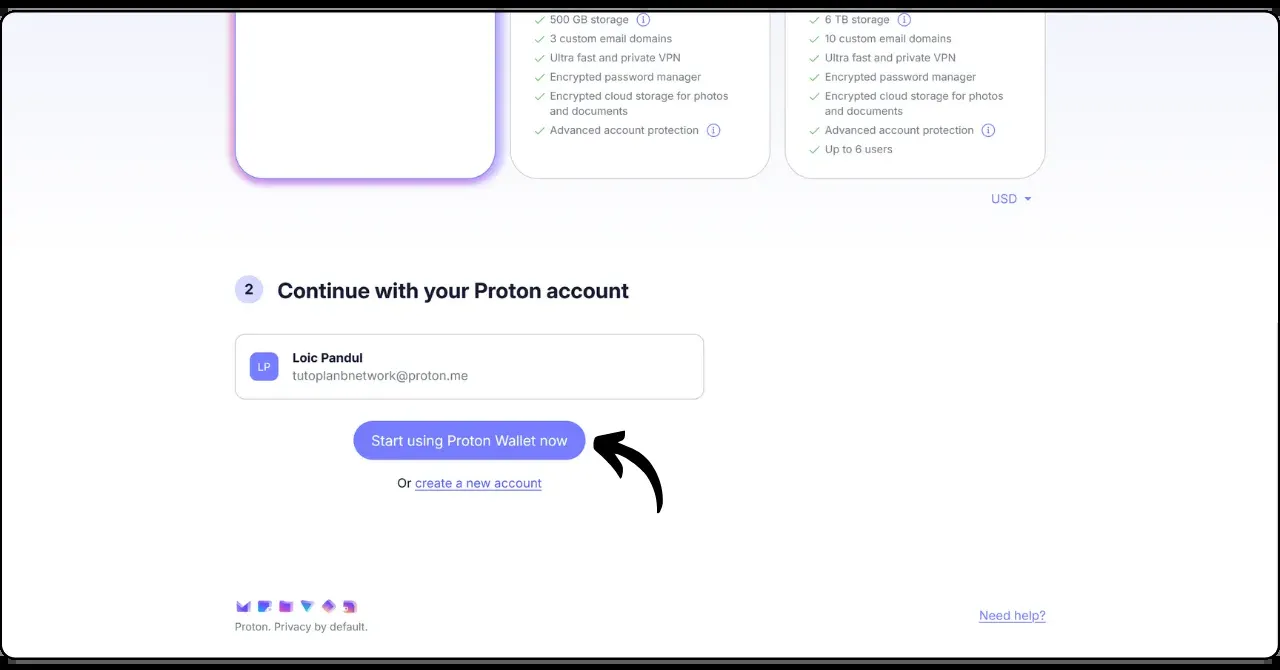 500 GB storage
3 custom email domains
Ultra fast and private VPN
Encrypted password manager
Encrypted cloud storage for photos
and documents
Advanced account protection
6 TB storage
10 custom email domains
Ultra fast and private VPN
Encrypted password manager
Encrypted cloud storage for photos
and documents
Advanced account protection
Up to 6 users
USD
2 Continue with your Proton account
LP
Loic Pandul
tutoplanbnetwork@proton.me
Start using Proton Wallet now
Or create a new account
Proton. Privacy by default.
Need help?